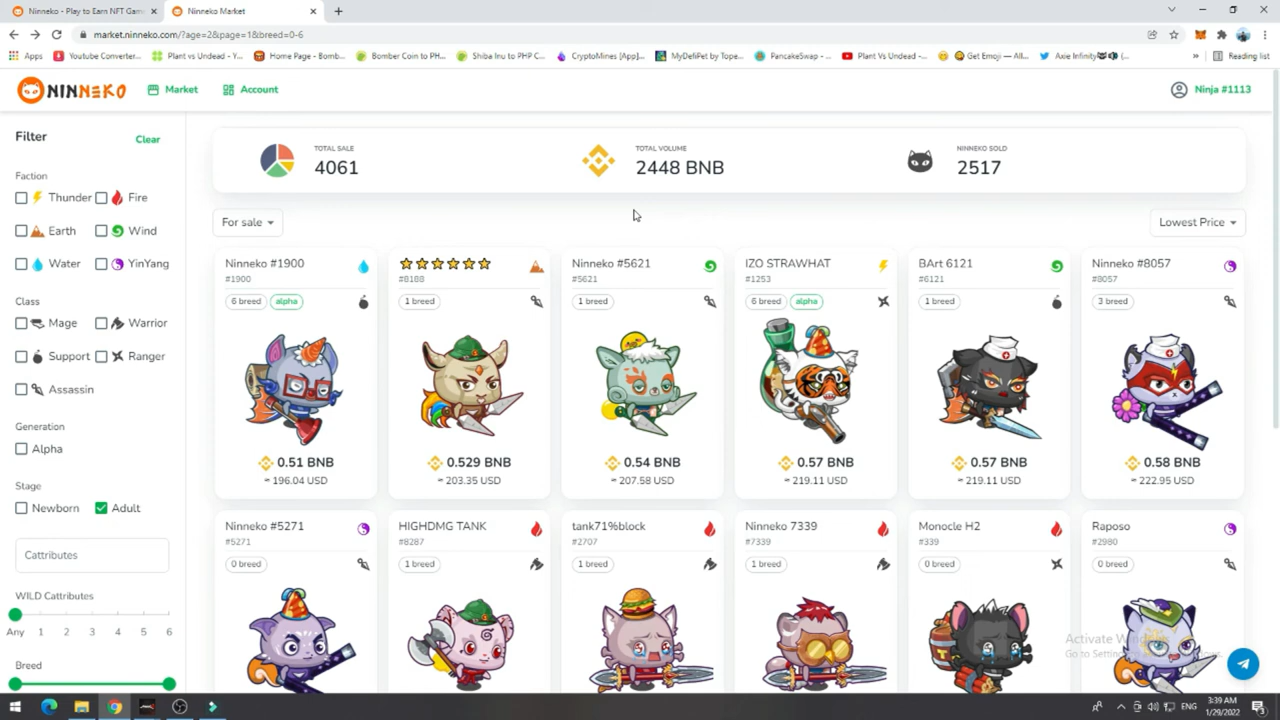 Ninneko - Play to Earn NFT Gam
Ninneko Market
market.ninneko.com/?age=2&page=1&breed=0-6
Apps
Youtube Converter...
Plant vs Undead -...
Home Page - Bomb...
Bomber Coin to PH...
Shiba Inu to PHP C...
CryptoMines [App]...
MyDefiPet by Tope...
PancakeSwap - ...
Plant Vs Undead -...
Get Emoji — All...
Axie Infinity
Reading list
NINNEKO
Market
Account
Ninja #1113
Filter
Clear
Faction
Thunder
Fire
Earth
Wind
Water
YinYang
Class
Mage
Warrior
Support
Ranger
Assassin
Generation
Alpha
Stage
Newborn
Adult
Cattributes
WILD Cattributes
Any 1 2 3 4 5 6
Breed
TOTAL SALE
4061
TOTAL VOLUME
2448 BNB
NINNEKO SOLD
2517
For sale
Lowest Price
Ninneko #1900
#1900
6 breed
alpha
0.51 BNB
≈ 196.04 USD
#8188
1 breed
0.529 BNB
≈ 203.35 USD
Ninneko #5621
#5621
1 breed
0.54 BNB
≈ 207.58 USD
IZO STRAWHAT
#1253
6 breed
alpha
0.57 BNB
≈ 219.11 USD
BArt 6121
#6121
1 breed
0.57 BNB
≈ 219.11 USD
Ninneko #8057
#8057
3 breed
0.58 BNB
≈ 222.95 USD
Ninneko #5271
#5271
0 breed
HIGHDMG TANK
#8287
1 breed
tank71%block
#2707
1 breed
Ninneko 7339
#7339
1 breed
Monocle H2
#339
0 breed
Raposo
#2980
0 breed
Activate Windows
Go to Settings to activate Windows.
ENG
3:39 AM
1/29/2022